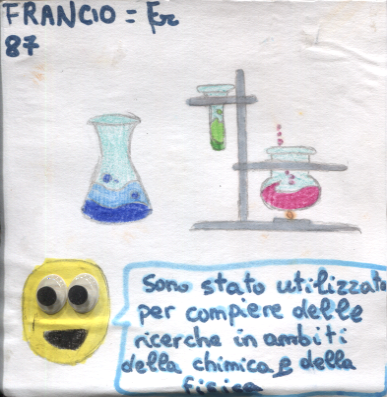 FRANCIO = Fr
87
Sono stato utilizzato
per compiere delle
ricerche in ambiti
della chimica e della
fisica